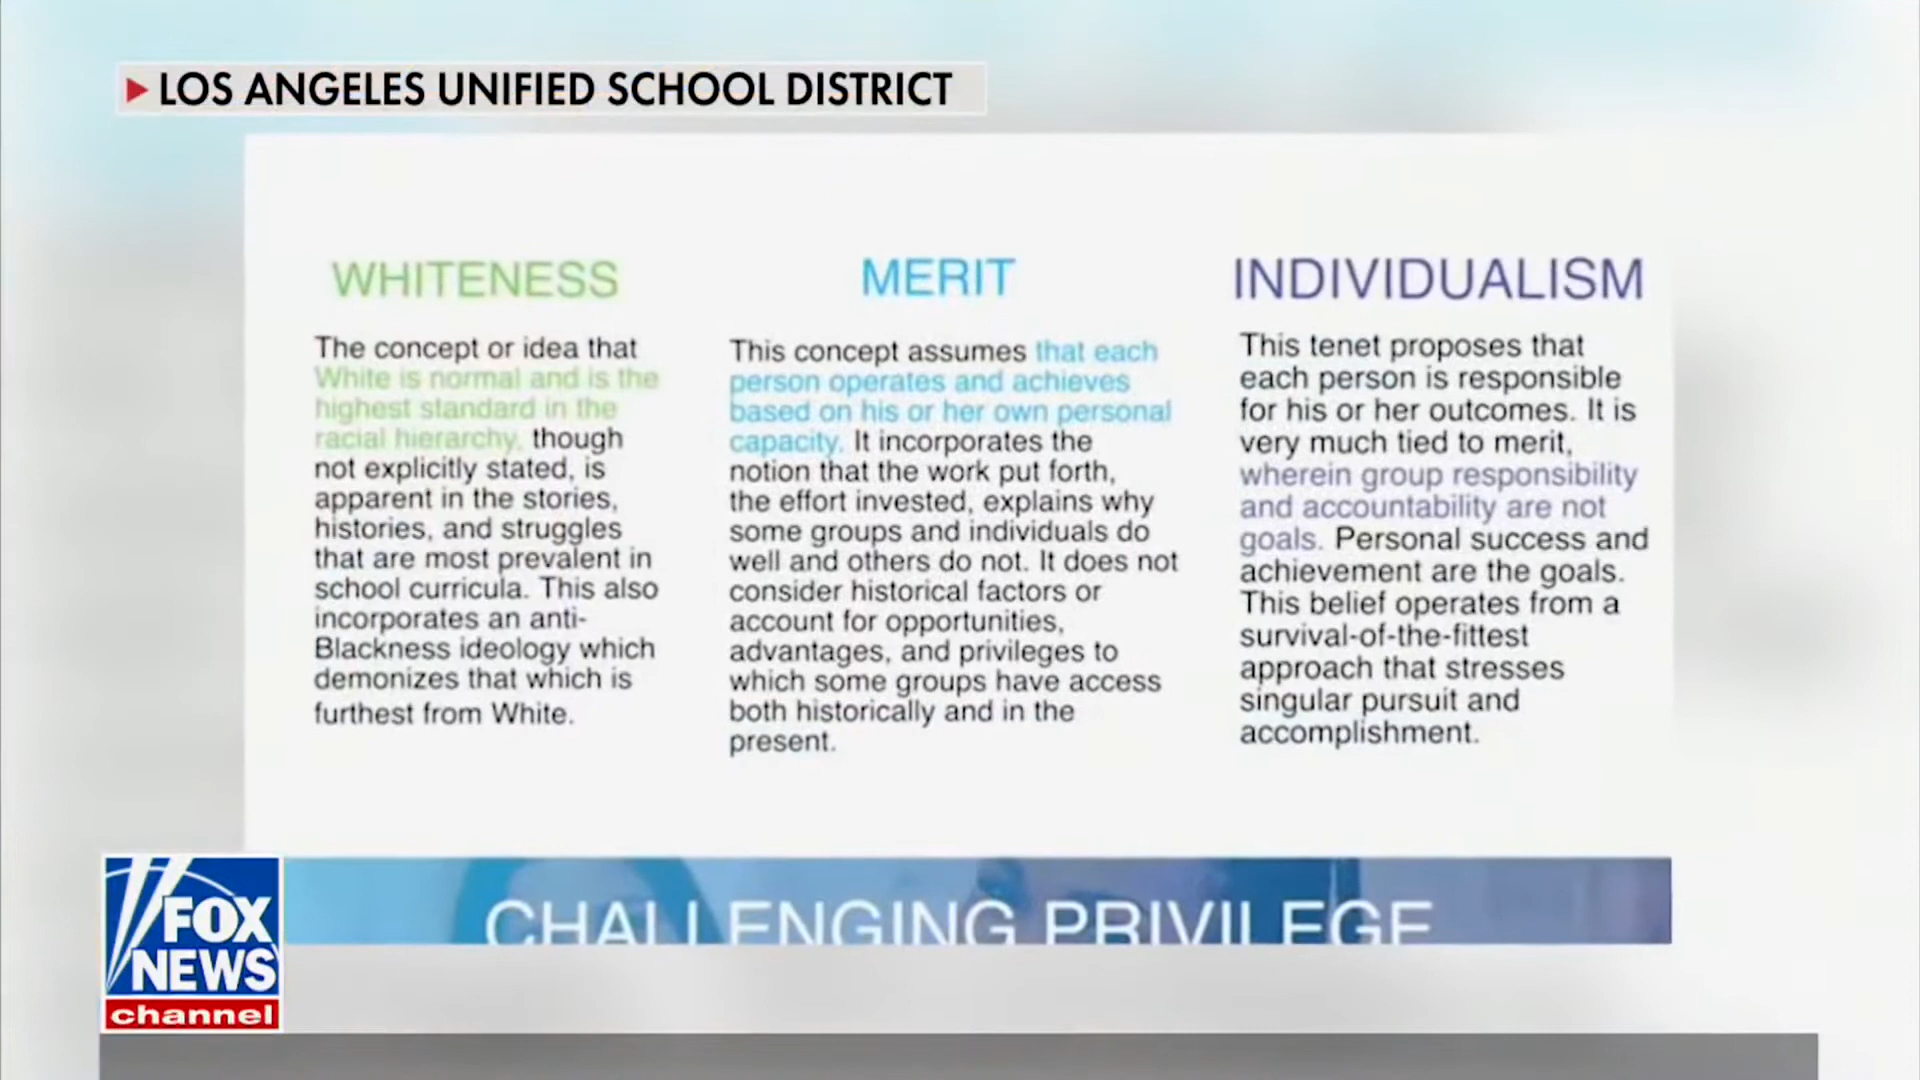 LOS ANGELES UNIFIED SCHOOL DISTRICT
WHITENESS
The concept or idea that
White is normal and is the
highest standard in the
racial hierarchy, though
not explicitly stated, is
apparent in the stories,
histories, and struggles
that are most prevalent in
school curricula. This also
incorporates an anti-
Blackness ideology which
demonizes that which is
furthest from White.
MERIT
This concept assumes that each
person operates and achieves
based on his or her own personal
capacity. It incorporates the
notion that the work put forth,
the effort invested, explains why
some groups and individuals do
well and others do not. It does not
consider historical factors or
account for opportunities,
advantages, and privileges to
which some groups have access
both historically and in the
present.
INDIVIDUALISM
This tenet proposes that
each person is responsible
for his or her outcomes. It is
very much tied to merit,
wherein group responsibility
and accountability are not
goals. Personal success and
achievement are the goals.
This belief operates from a
survival-of-the-fittest
approach that stresses
singular pursuit and
accomplishment.
CHALLENGING PRIVILEGE
FOX
NEWS
channel